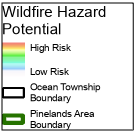 Wildfire Hazard
Potential
High Risk
Low Risk
Ocean Township
Boundary
Pinelands Area
Boundary